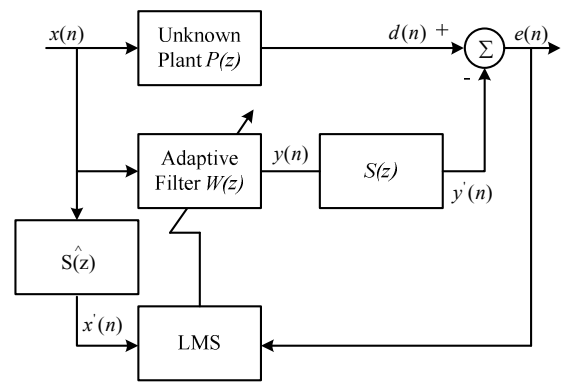 x(n)
Unknown
Plant P(z)
d(n) +
Σ
e(n)
-
Adaptive
Filter W(z)
y(n)
S(z)
y'(n)
Ŝ(z)
x'(n)
LMS